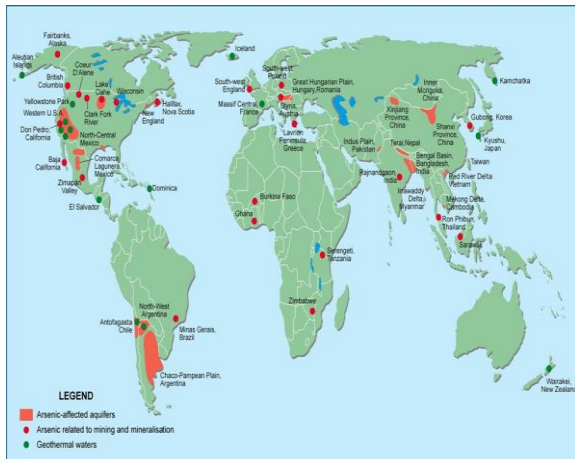 Fairbanks,
Alaska
Aleutian
Islands
Coeur
D'Alene
British
Columbia
Lake
Oahe
Wisconsin
Yellowstone Park
Western U.S.A.
Clark Fork
River
New
England
Halifax,
Nova Scotia
Don Pedro,
California
North-Central
Mexico
Baja
California
Comarca
Lagunera,
Mexico
Zimapan
Valley
El Salvador
Dominica
Iceland
South-west
England
South-west
Poland
Massif Central,
France
Great Hungarian Plain,
Hungary,Romania
Styria,
Austria
Lavrion
Peninsula
Greece
Inner
Mongolia,
China
Kamchatka
Xinjiang
Province,
China
Shanxi
Province,
China
Gubong, Korea
Kyushu,
Japan
Indus Plain,
Pakistan
Terai,Nepal
Bengal Basin,
Bangladesh,
India
Taiwan
Rajnandgaon,
India
Red River Delta
Vietnam
Irrawaddy
Delta,
Myanmar
Mekong Delta,
Cambodia
Ron Phibun,
Thailand
Sarawak
Burkina Faso
Ghana
Serengeti,
Tanzania
Zimbabwe
North-West
Argentina
Antofagasta
Chile
Minas Gerais,
Brazil
Chaco-Pampean Plain,
Argentina
Wairakei,
New Zealand
LEGEND
Arsenic-affected aquifers
Arsenic related to mining and mineralisation
Geothermal waters